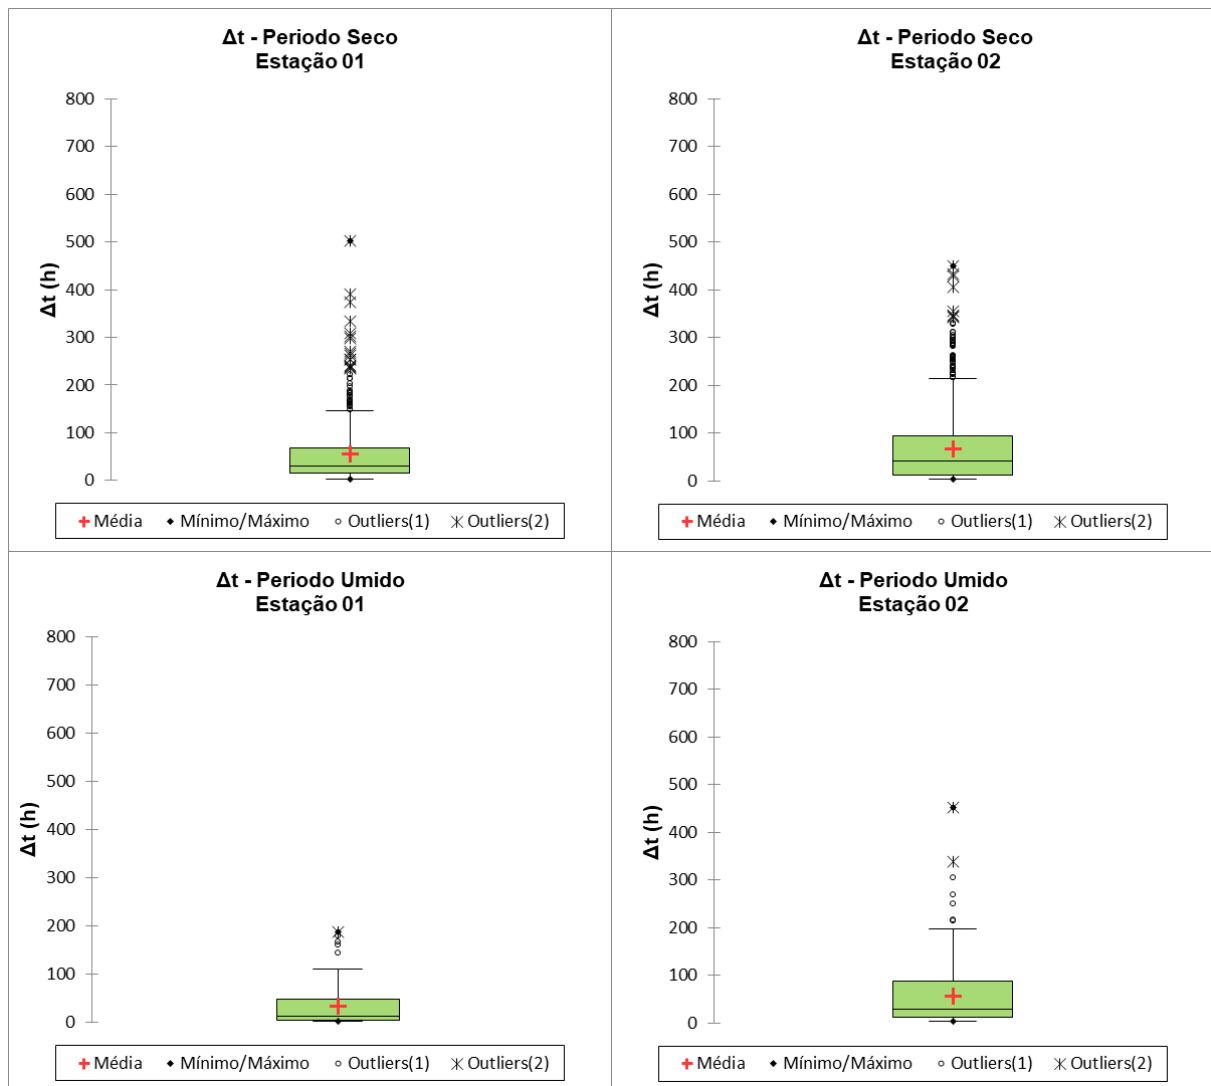 Δt - Periodo Seco
Estação 01
800
700
600
500
400
300
200
100
0
Δt (h)
Média Mínimo/Máximo Outliers(1) Outliers(2)
Δt - Periodo Seco
Estação 02
800
700
600
500
400
300
200
100
0
Δt (h)
Média Mínimo/Máximo Outliers(1) Outliers(2)
Δt - Periodo Umido
Estação 01
800
700
600
500
400
300
200
100
0
Δt (h)
Média Mínimo/Máximo Outliers(1) Outliers(2)
Δt - Periodo Umido
Estação 02
800
700
600
500
400
300
200
100
0
Δt (h)
Média Mínimo/Máximo Outliers(1) Outliers(2)